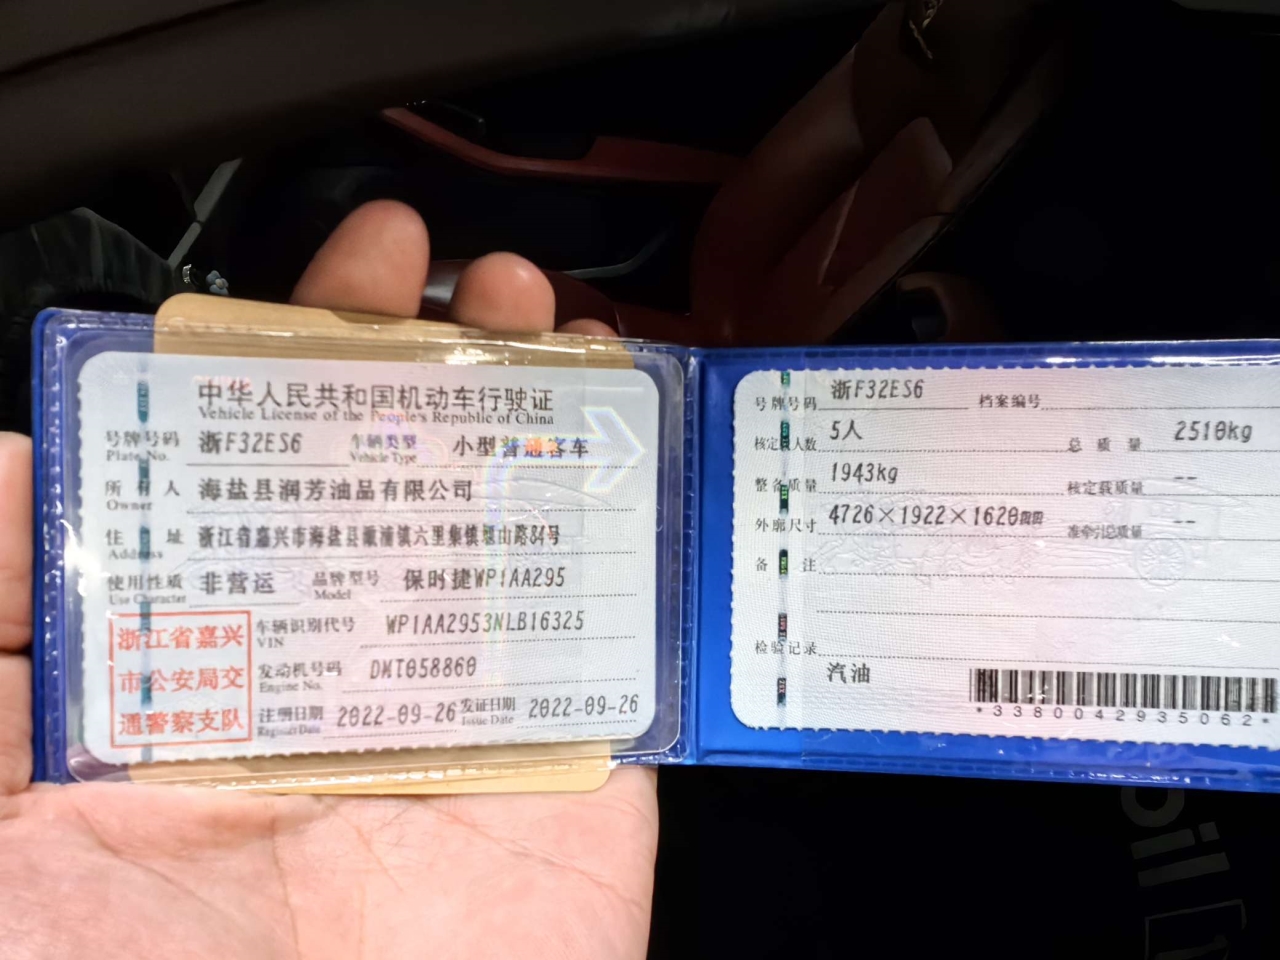 中华人民共和国机动车行驶证
Vehicle License of the People's Republic of China
号牌号码 浙F32ES6 车辆类型 小型普通客车
Plate No. Vehicle Type
所有人 海盐县润芳油品有限公司
Owner
住址 浙江省嘉兴市海盐县澉浦镇六里集镇 山路84号
Address
使用性质 非营运 品牌型号 保时捷WP1AA295
Use Character Model
浙江省嘉兴
市公安局交
通警察支队
车辆识别代号 WP1AA2953NLB16325
VIN
发动机号码 DMT058860
Engine No.
注册日期 2022-09-26 发证日期 2022-09-26
Register Date Issue Date
号牌号码 浙F32ES6 档案编号
核定载人数 5人 总质量 2510kg
整备质量 1943kg 核定载质量 --
外廓尺寸 4726×1922×1620mm 准牵引总质量 --
备注
检验记录
汽油
*3380042935062*